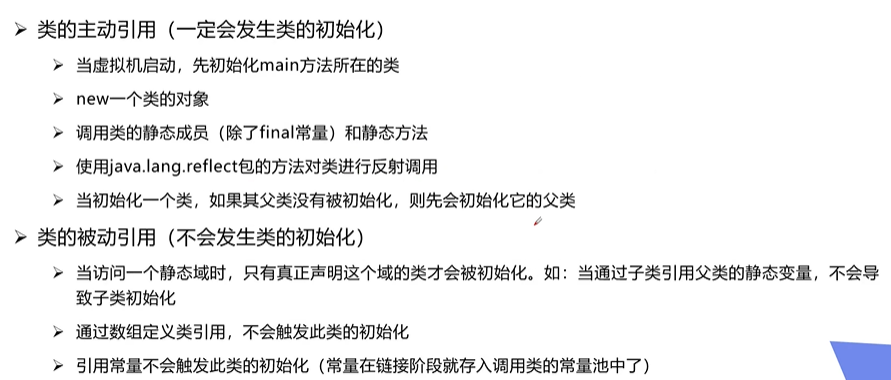 类的主动引用（一定会发生类的初始化）
当虚拟机启动，先初始化main方法所在的类
new一个类的对象
调用类的静态成员（除了final常量）和静态方法
使用java.lang.reflect包的方法对类进行反射调用
当初始化一个类，如果其父类没有被初始化，则先会初始化它的父类
类的被动引用（不会发生类的初始化）
当访问一个静态域时，只有真正声明这个域的类才会被初始化。如：当通过子类引用父类的静态变量，不会导
致子类初始化
通过数组定义类引用，不会触发此类的初始化
引用常量不会触发此类的初始化（常量在链接阶段就存入调用类的常量池中了）